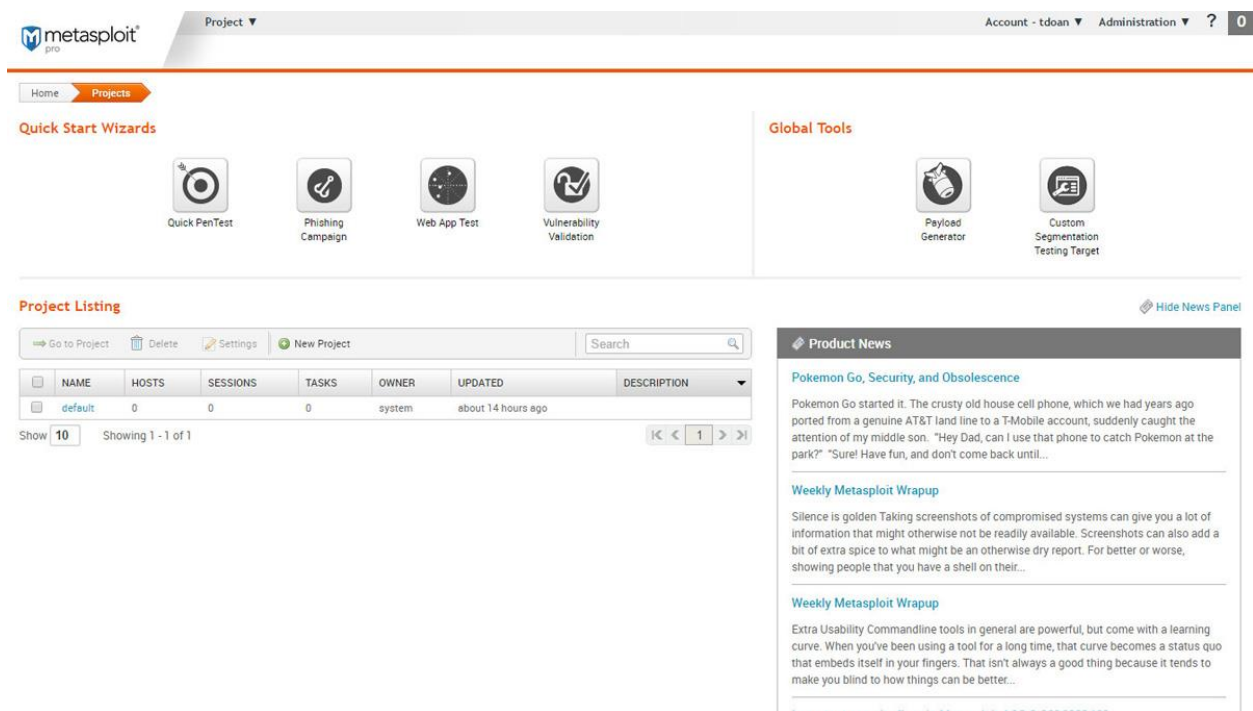 metasploit®
pro
Project ▼
Account - tdoan ▼ Administration ▼ ? 0
Home Projects
Quick Start Wizards
Quick PenTest
Phishing
Campaign
Web App Test
Vulnerability
Validation
Global Tools
Payload
Generator
Custom
Segmentation
Testing Target
Project Listing
Hide News Panel
Go to Project Delete Settings New Project Search
NAME HOSTS SESSIONS TASKS OWNER UPDATED DESCRIPTION
default 0 0 0 system about 14 hours ago
Show 10 Showing 1 - 1 of 1 1
Product News
Pokemon Go, Security, and Obsolescence
Pokemon Go started it. The crusty old house cell phone, which we had years ago
ported from a genuine AT&T land line to a T-Mobile account, suddenly caught the
attention of my middle son. "Hey Dad, can I use that phone to catch Pokemon at the
park?" "Sure! Have fun, and don't come back until...
Weekly Metasploit Wrapup
Silence is golden Taking screenshots of compromised systems can give you a lot of
information that might otherwise not be readily available. Screenshots can also add a
bit of extra spice to what might be an otherwise dry report. For better or worse,
showing people that you have a shell on their...
Weekly Metasploit Wrapup
Extra Usability Commandline tools in general are powerful, but come with a learning
curve. When you've been using a tool for a long time, that curve becomes a status quo
that embeds itself in your fingers. That isn't always a good thing because it tends to
make you blind to how things can be better...